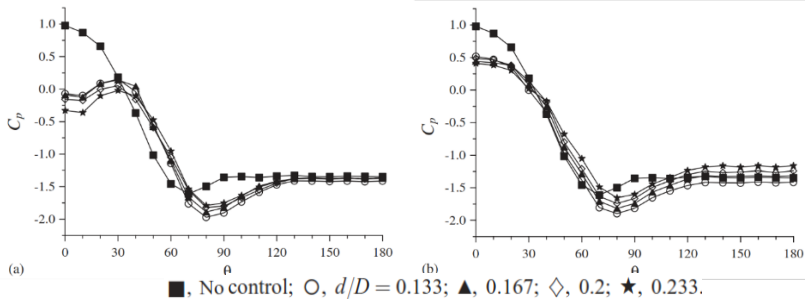 1.0
0.5
0.0
-0.5
-1.0
-1.5
-2.0
C_p
0 30 60 90 120 150 180
θ
(a)
1.0
0.5
0.0
-0.5
-1.0
-1.5
-2.0
C_p
0 30 60 90 120 150 180
θ
(b)
■, No control; ○, d/D = 0.133; ▲, 0.167; ◇, 0.2; ★, 0.233.